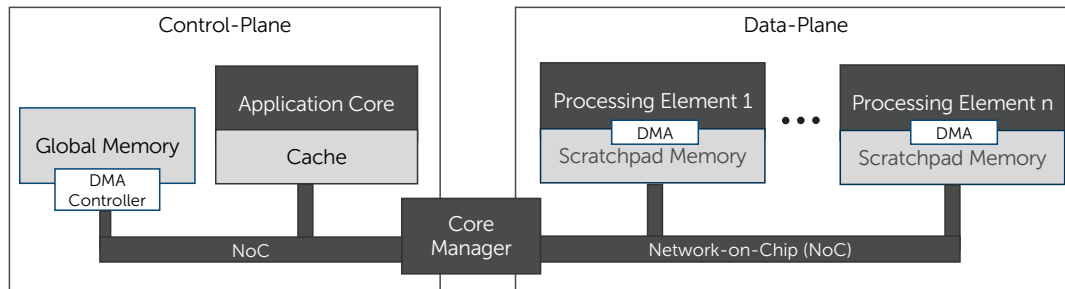 Control-Plane
Data-Plane
Application Core
Cache
Global Memory
DMA
Controller
NoC
Core
Manager
Processing Element 1
DMA
Scratchpad Memory
•••
Processing Element n
DMA
Scratchpad Memory
Network-on-Chip (NoC)